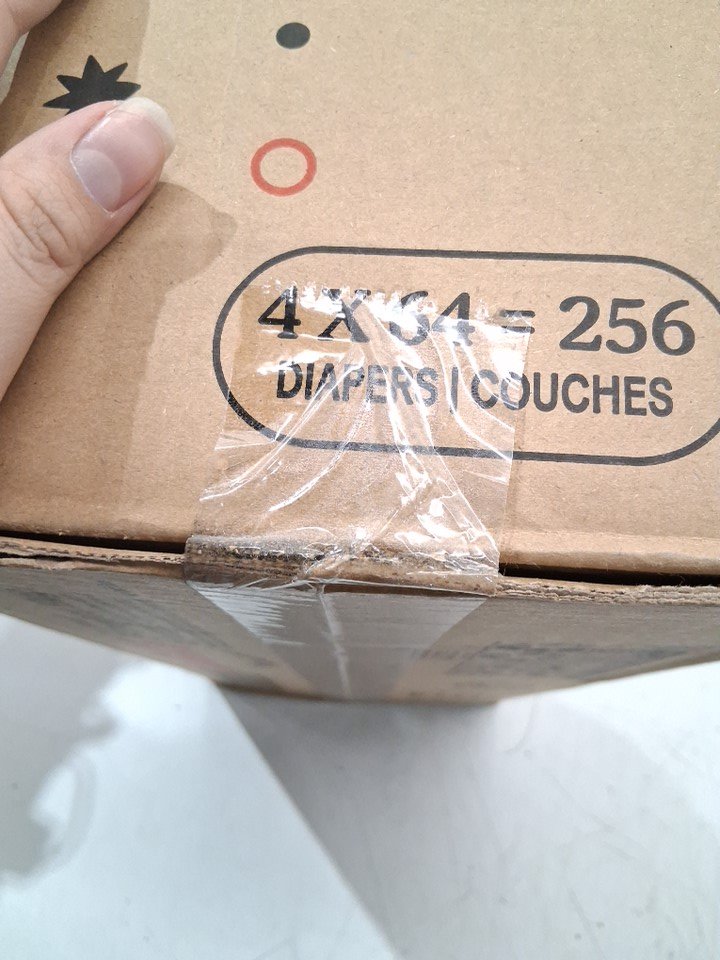 4 X 64 = 256
DIAPERS | COUCHES